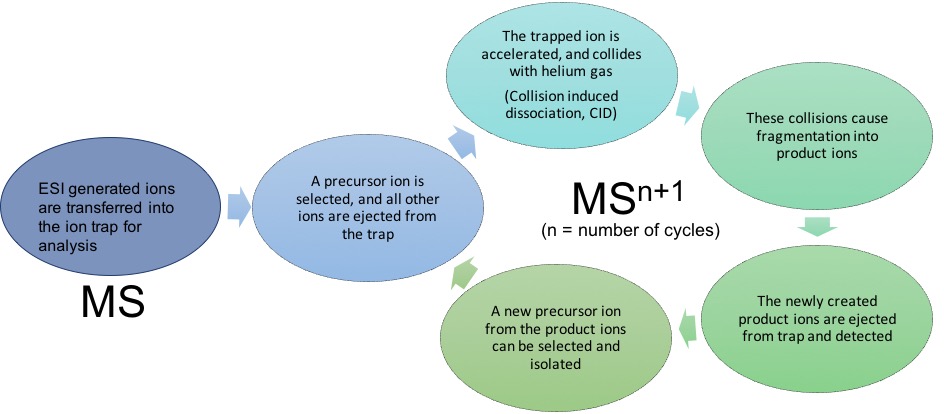 ESI generated ions
are transferred into
the ion trap for
analysis
MS
A precursor ion is
selected, and all other
ions are ejected from
the trap
The trapped ion is
accelerated, and collides
with helium gas
(Collision induced
dissociation, CID)
These collisions cause
fragmentation into
product ions
The newly created
product ions are ejected
from trap and detected
A new precursor ion
from the product ions
can be selected and
isolated
MSⁿ⁺¹
(n = number of cycles)